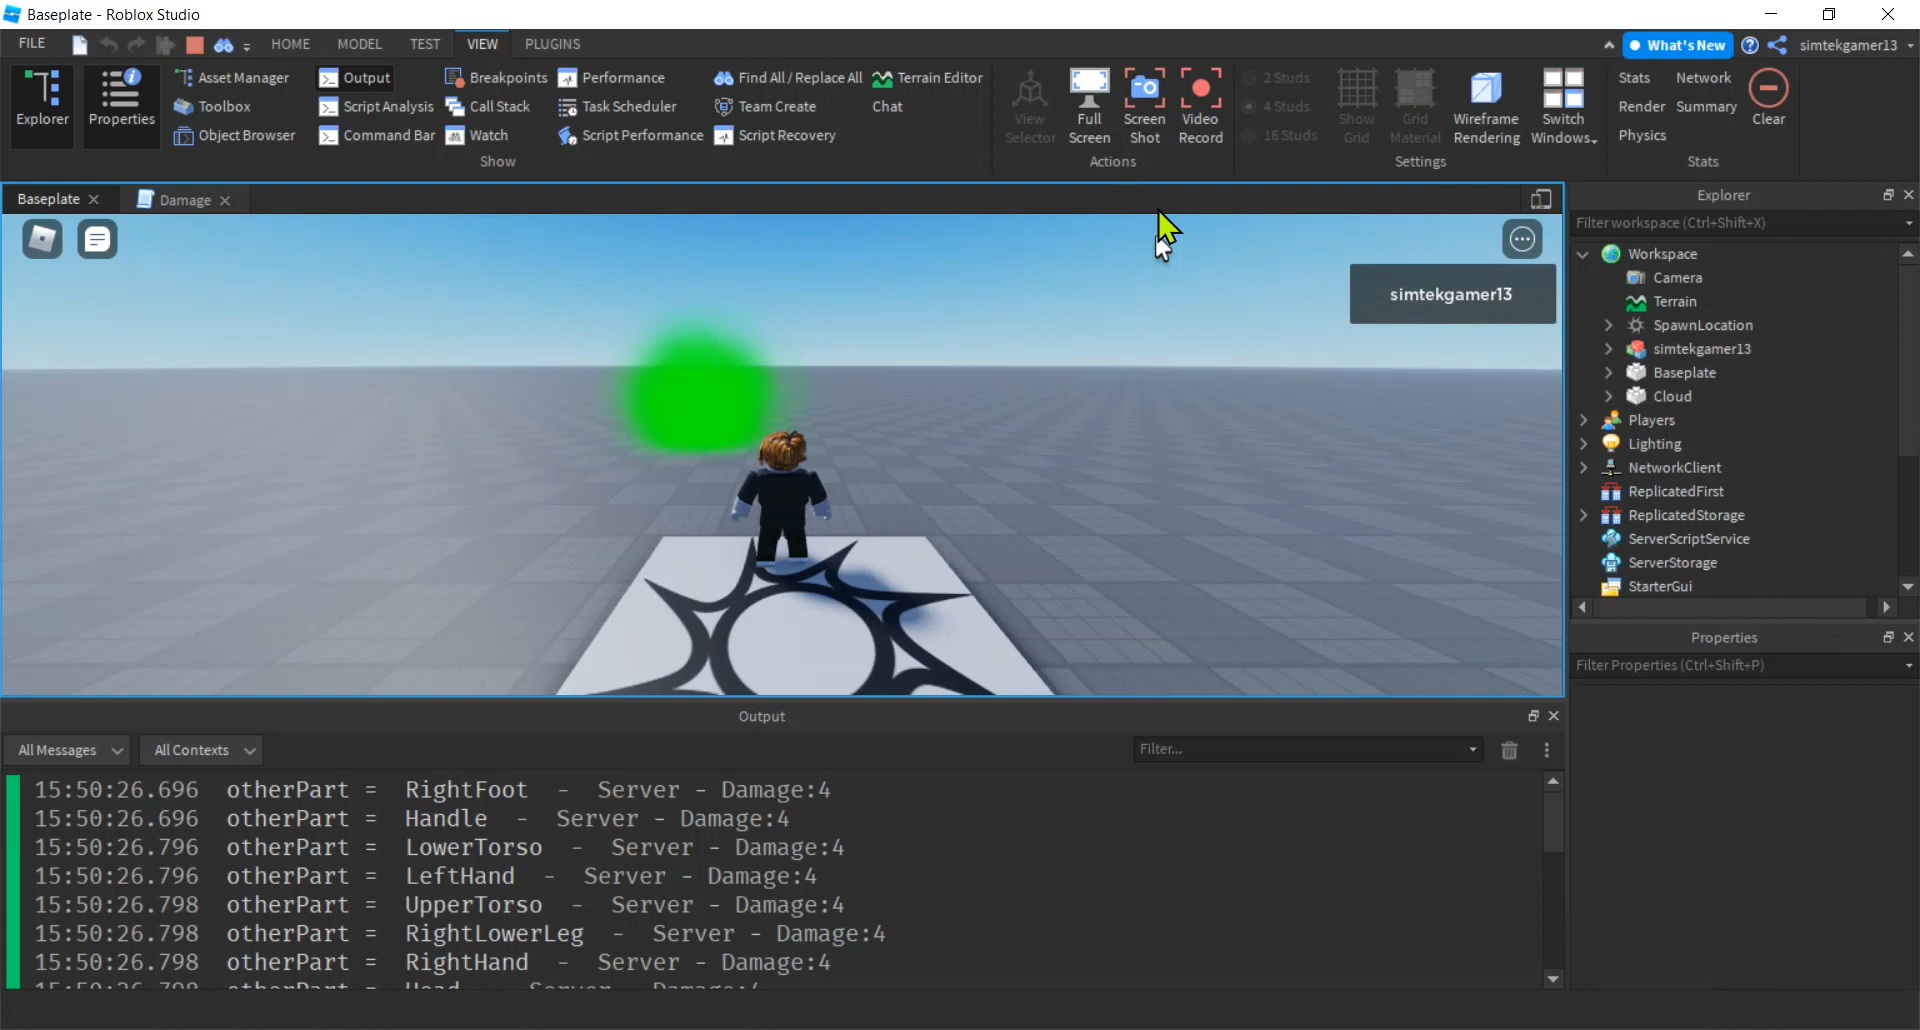 Baseplate - Roblox Studio
FILE HOME MODEL TEST VIEW PLUGINS What's New simtekgamer13
Explorer
Properties
Asset Manager
Toolbox
Object Browser
Output
Script Analysis
Command Bar
Breakpoints
Call Stack
Watch
Performance
Task Scheduler
Script Performance
Find All / Replace All
Team Create
Script Recovery
Terrain Editor
Chat
Show
View Selector
Full Screen
Screen Shot
Video Record
Actions
2 Studs
4 Studs
16 Studs
Show Grid
Grid Material
Wireframe Rendering
Switch Windows
Settings
Stats
Network
Render
Summary
Physics
Clear
Stats
Baseplate
Damage
simtekgamer13
Explorer
Filter workspace (Ctrl+Shift+X)
Workspace
Camera
Terrain
SpawnLocation
simtekgamer13
Baseplate
Cloud
Players
Lighting
NetworkClient
ReplicatedFirst
ReplicatedStorage
ServerScriptService
ServerStorage
StarterGui
Properties
Filter Properties (Ctrl+Shift+P)
Output
All Messages
All Contexts
Filter...
15:50:26.696 otherPart = RightFoot - Server - Damage:4
15:50:26.696 otherPart = Handle - Server - Damage:4
15:50:26.796 otherPart = LowerTorso - Server - Damage:4
15:50:26.796 otherPart = LeftHand - Server - Damage:4
15:50:26.798 otherPart = UpperTorso - Server - Damage:4
15:50:26.798 otherPart = RightLowerLeg - Server - Damage:4
15:50:26.798 otherPart = RightHand - Server - Damage:4
15:50:26.798 otherPart = Head - Server - Damage:4